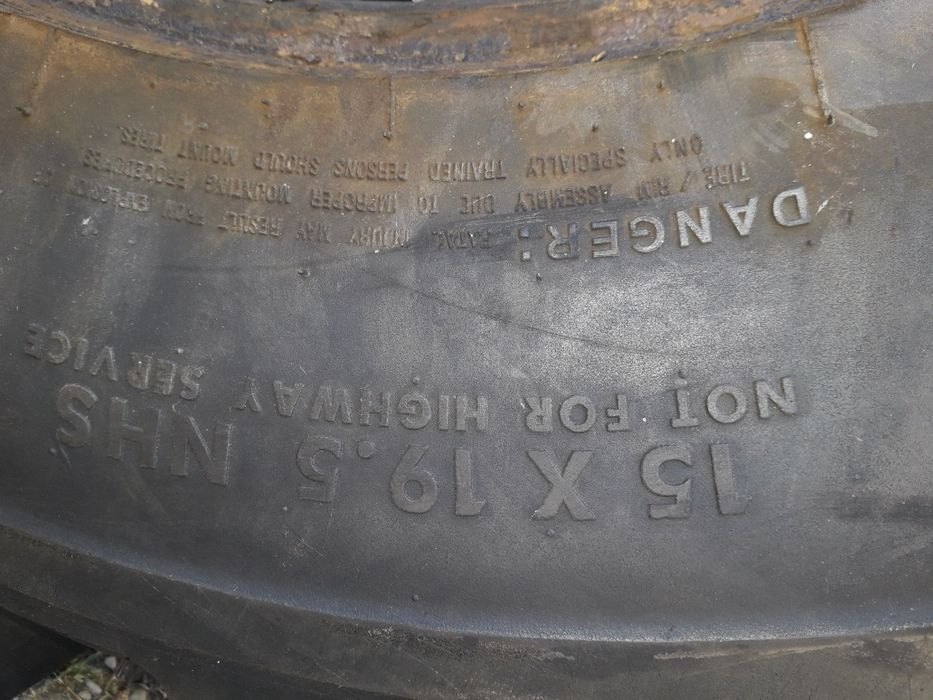 15 X 19.5 NHS
NOT FOR HIGHWAY SERVICE
DANGER: FATAL INJURY MAY RESULT FROM EXPLOSION OF
TIRE / RIM ASSEMBLY DUE TO IMPROPER MOUNTING PROCEDURES
ONLY SPECIALLY TRAINED PERSONS SHOULD MOUNT TIRES.